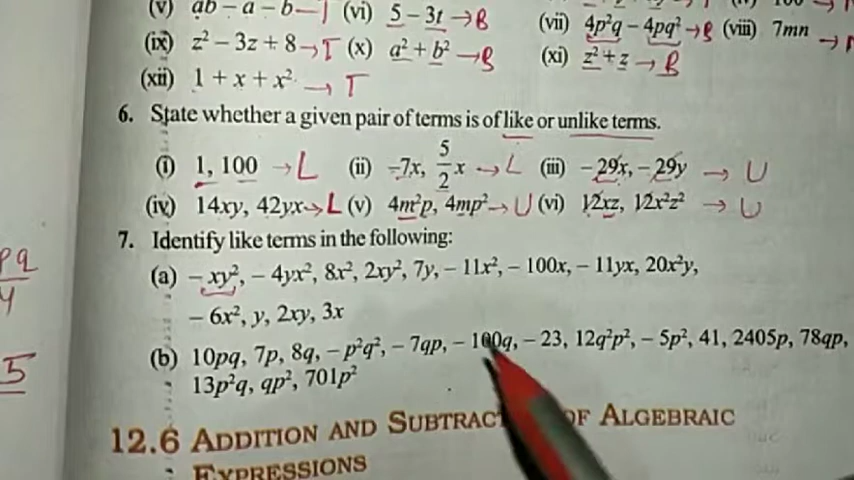 (v) ab – a – b → T (vi) 5 – 3t → B (vii) 4p²q – 4pq² → B (viii) 7mn →
(ix) z² – 3z + 8 → T (x) a² + b² → B (xi) z² + z → B
(xii) 1 + x + x² → T
6. State whether a given pair of terms is of like or unlike terms.
(i) 1, 100 → L (ii) –7x, 5/2 x → L (iii) – 29x, – 29y → U
(iv) 14xy, 42yx → L (v) 4m²p, 4mp² → U (vi) 12xz, 12x²z² → U
7. Identify like terms in the following:
(a) – xy², – 4yx², 8x², 2xy², 7y, – 11x², – 100x, – 11yx, 20x²y,
– 6x², y, 2xy, 3x
(b) 10pq, 7p, 8q, – p²q², – 7qp, – 100q, – 23, 12q²p², – 5p², 41, 2405p, 78qp,
13p²q, qp², 701p²
12.6 ADDITION AND SUBTRACT OF ALGEBRAIC
EXPRESSIONS
5